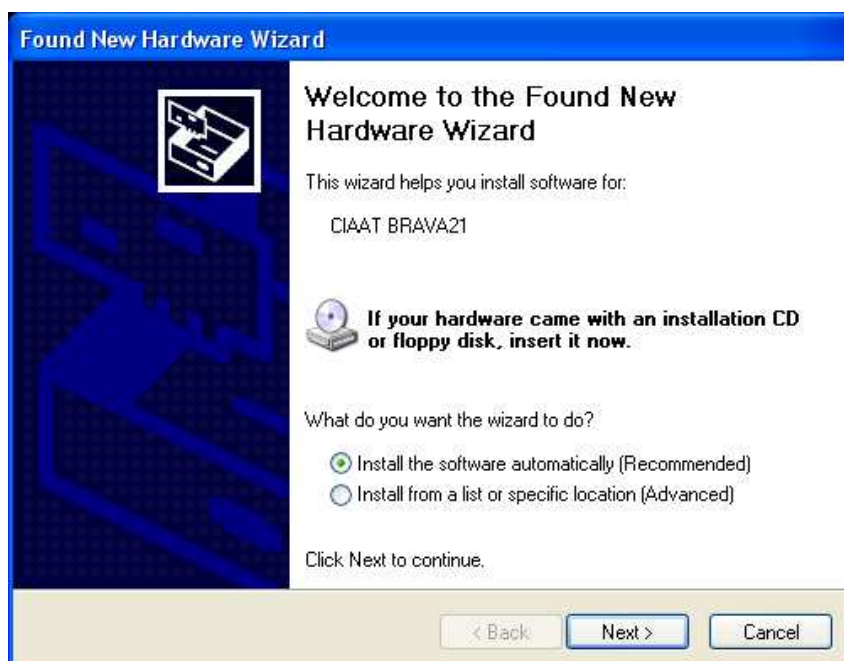 Found New Hardware Wizard
Welcome to the Found New
Hardware Wizard
This wizard helps you install software for:
CIAAT BRAVA21
If your hardware came with an installation CD
or floppy disk, insert it now.
What do you want the wizard to do?
Install the software automatically (Recommended)
Install from a list or specific location (Advanced)
Click Next to continue.
< Back
Next >
Cancel